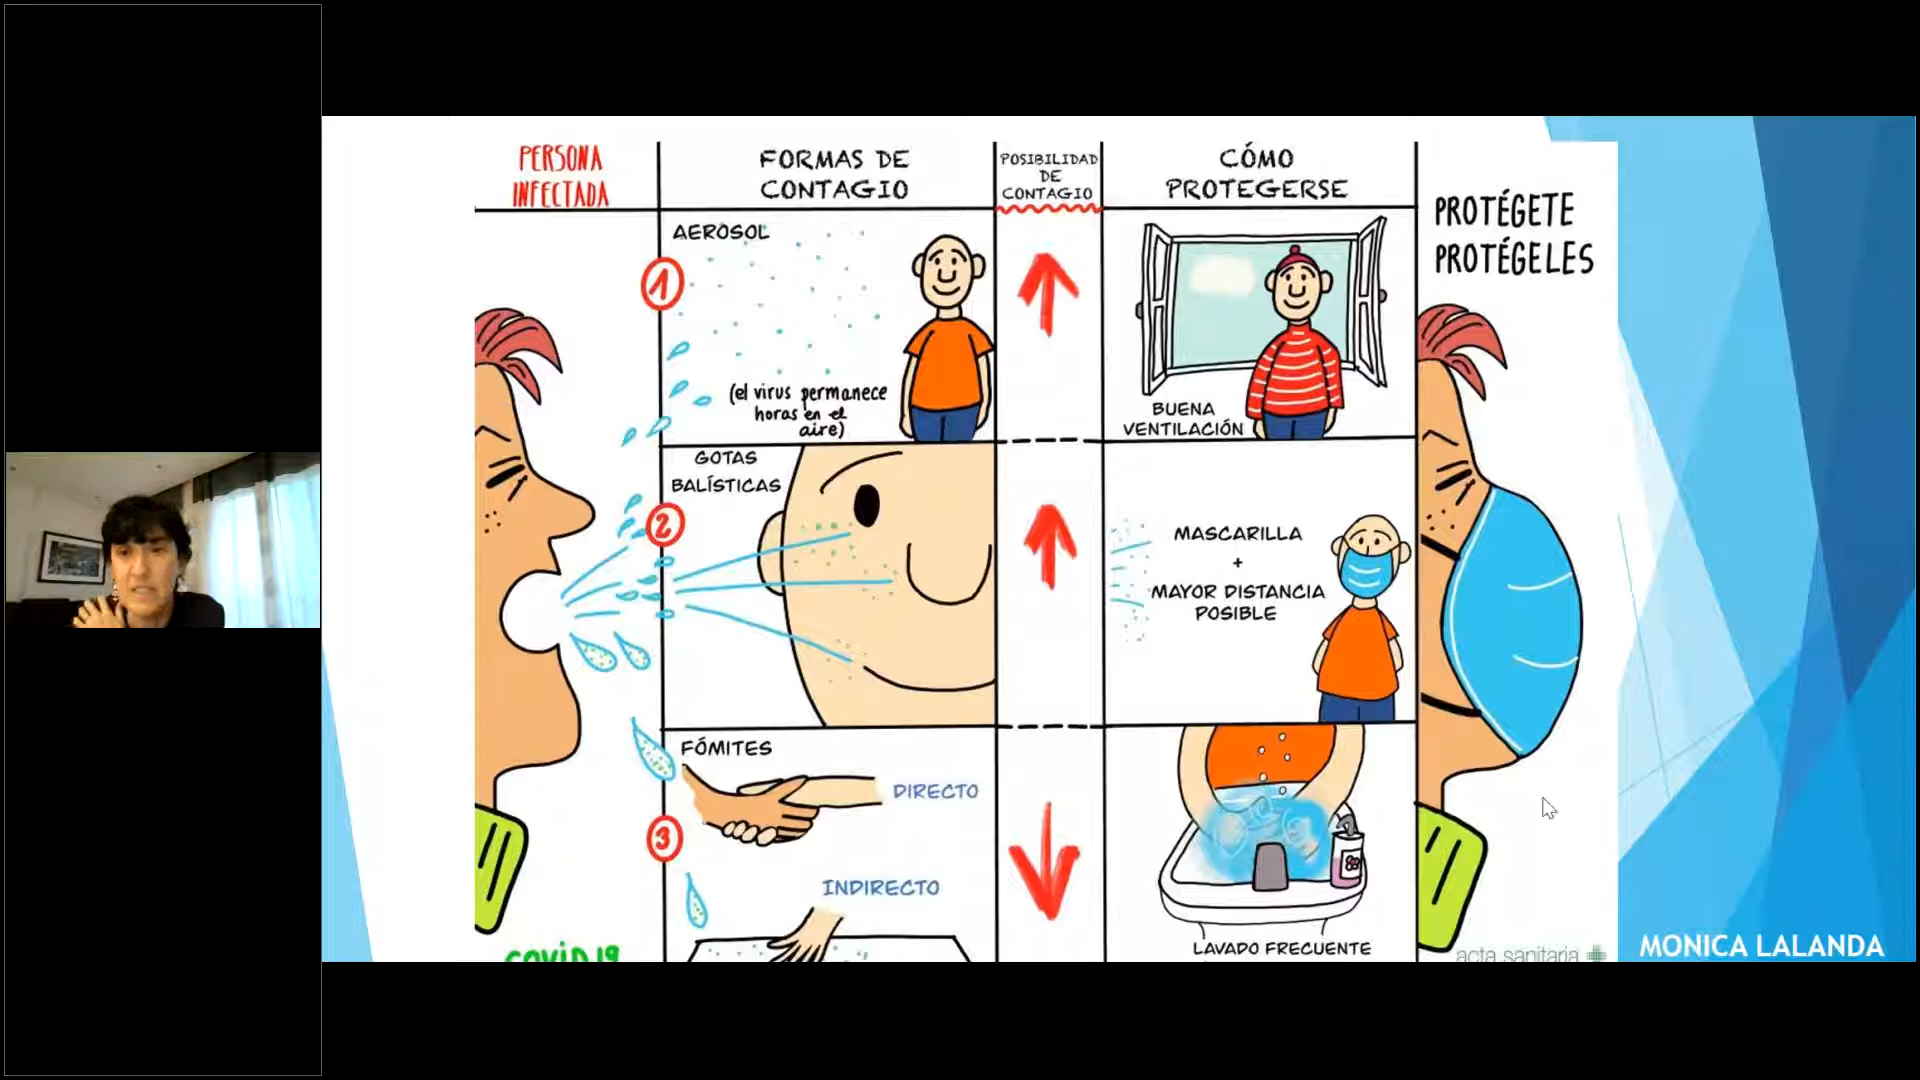 PERSONA
INFECTADA
FORMAS DE
CONTAGIO
POSIBILIDAD
DE
CONTAGIO
CÓMO
PROTEGERSE
PROTÉGETE
PROTÉGELES
1
AEROSOL
(el virus permanece
horas en el
aire)
BUENA
VENTILACIÓN
2
GOTAS
BALÍSTICAS
MASCARILLA
+
MAYOR DISTANCIA
POSIBLE
3
FÓMITES
DIRECTO
INDIRECTO
LAVADO FRECUENTE
COVID19
acta sanitaria
MONICA LALANDA